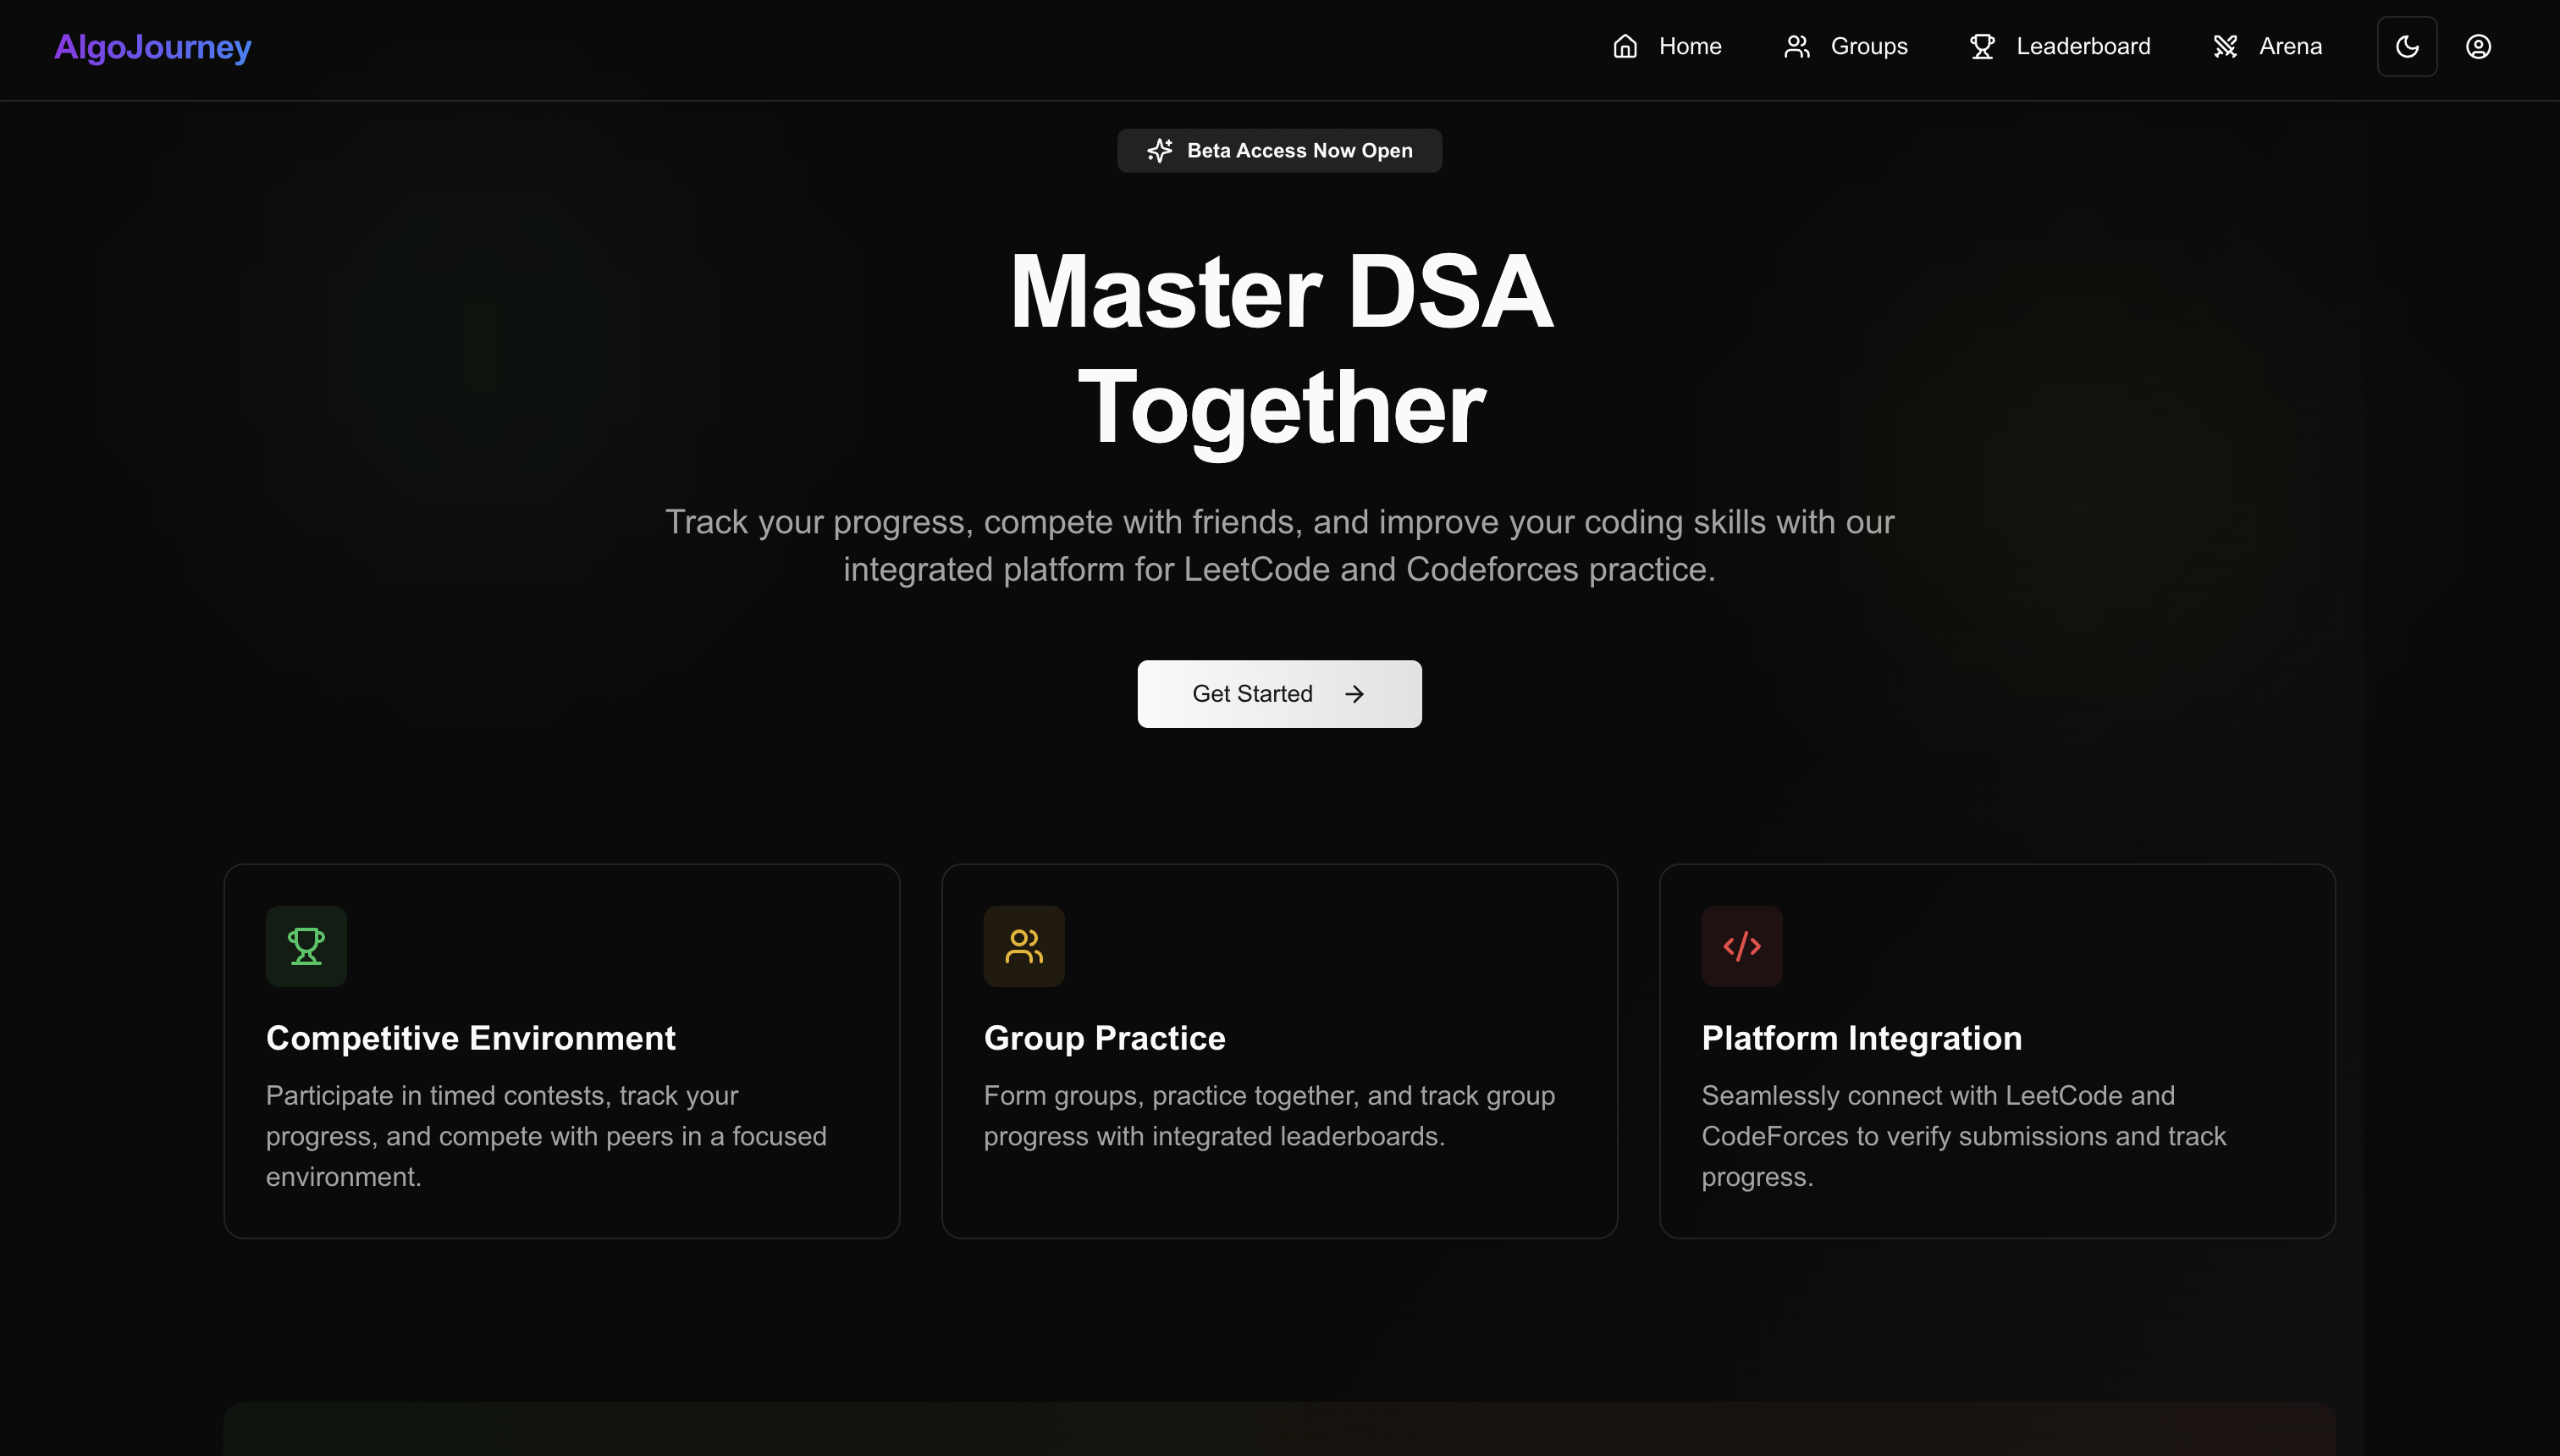 AlgoJourney
Home
Groups
Leaderboard
Arena
Beta Access Now Open
Master DSA
Together
Track your progress, compete with friends, and improve your coding skills with our
integrated platform for LeetCode and Codeforces practice.
Get Started
Competitive Environment
Participate in timed contests, track your
progress, and compete with peers in a focused
environment.
Group Practice
Form groups, practice together, and track group
progress with integrated leaderboards.
Platform Integration
Seamlessly connect with LeetCode and
CodeForces to verify submissions and track
progress.